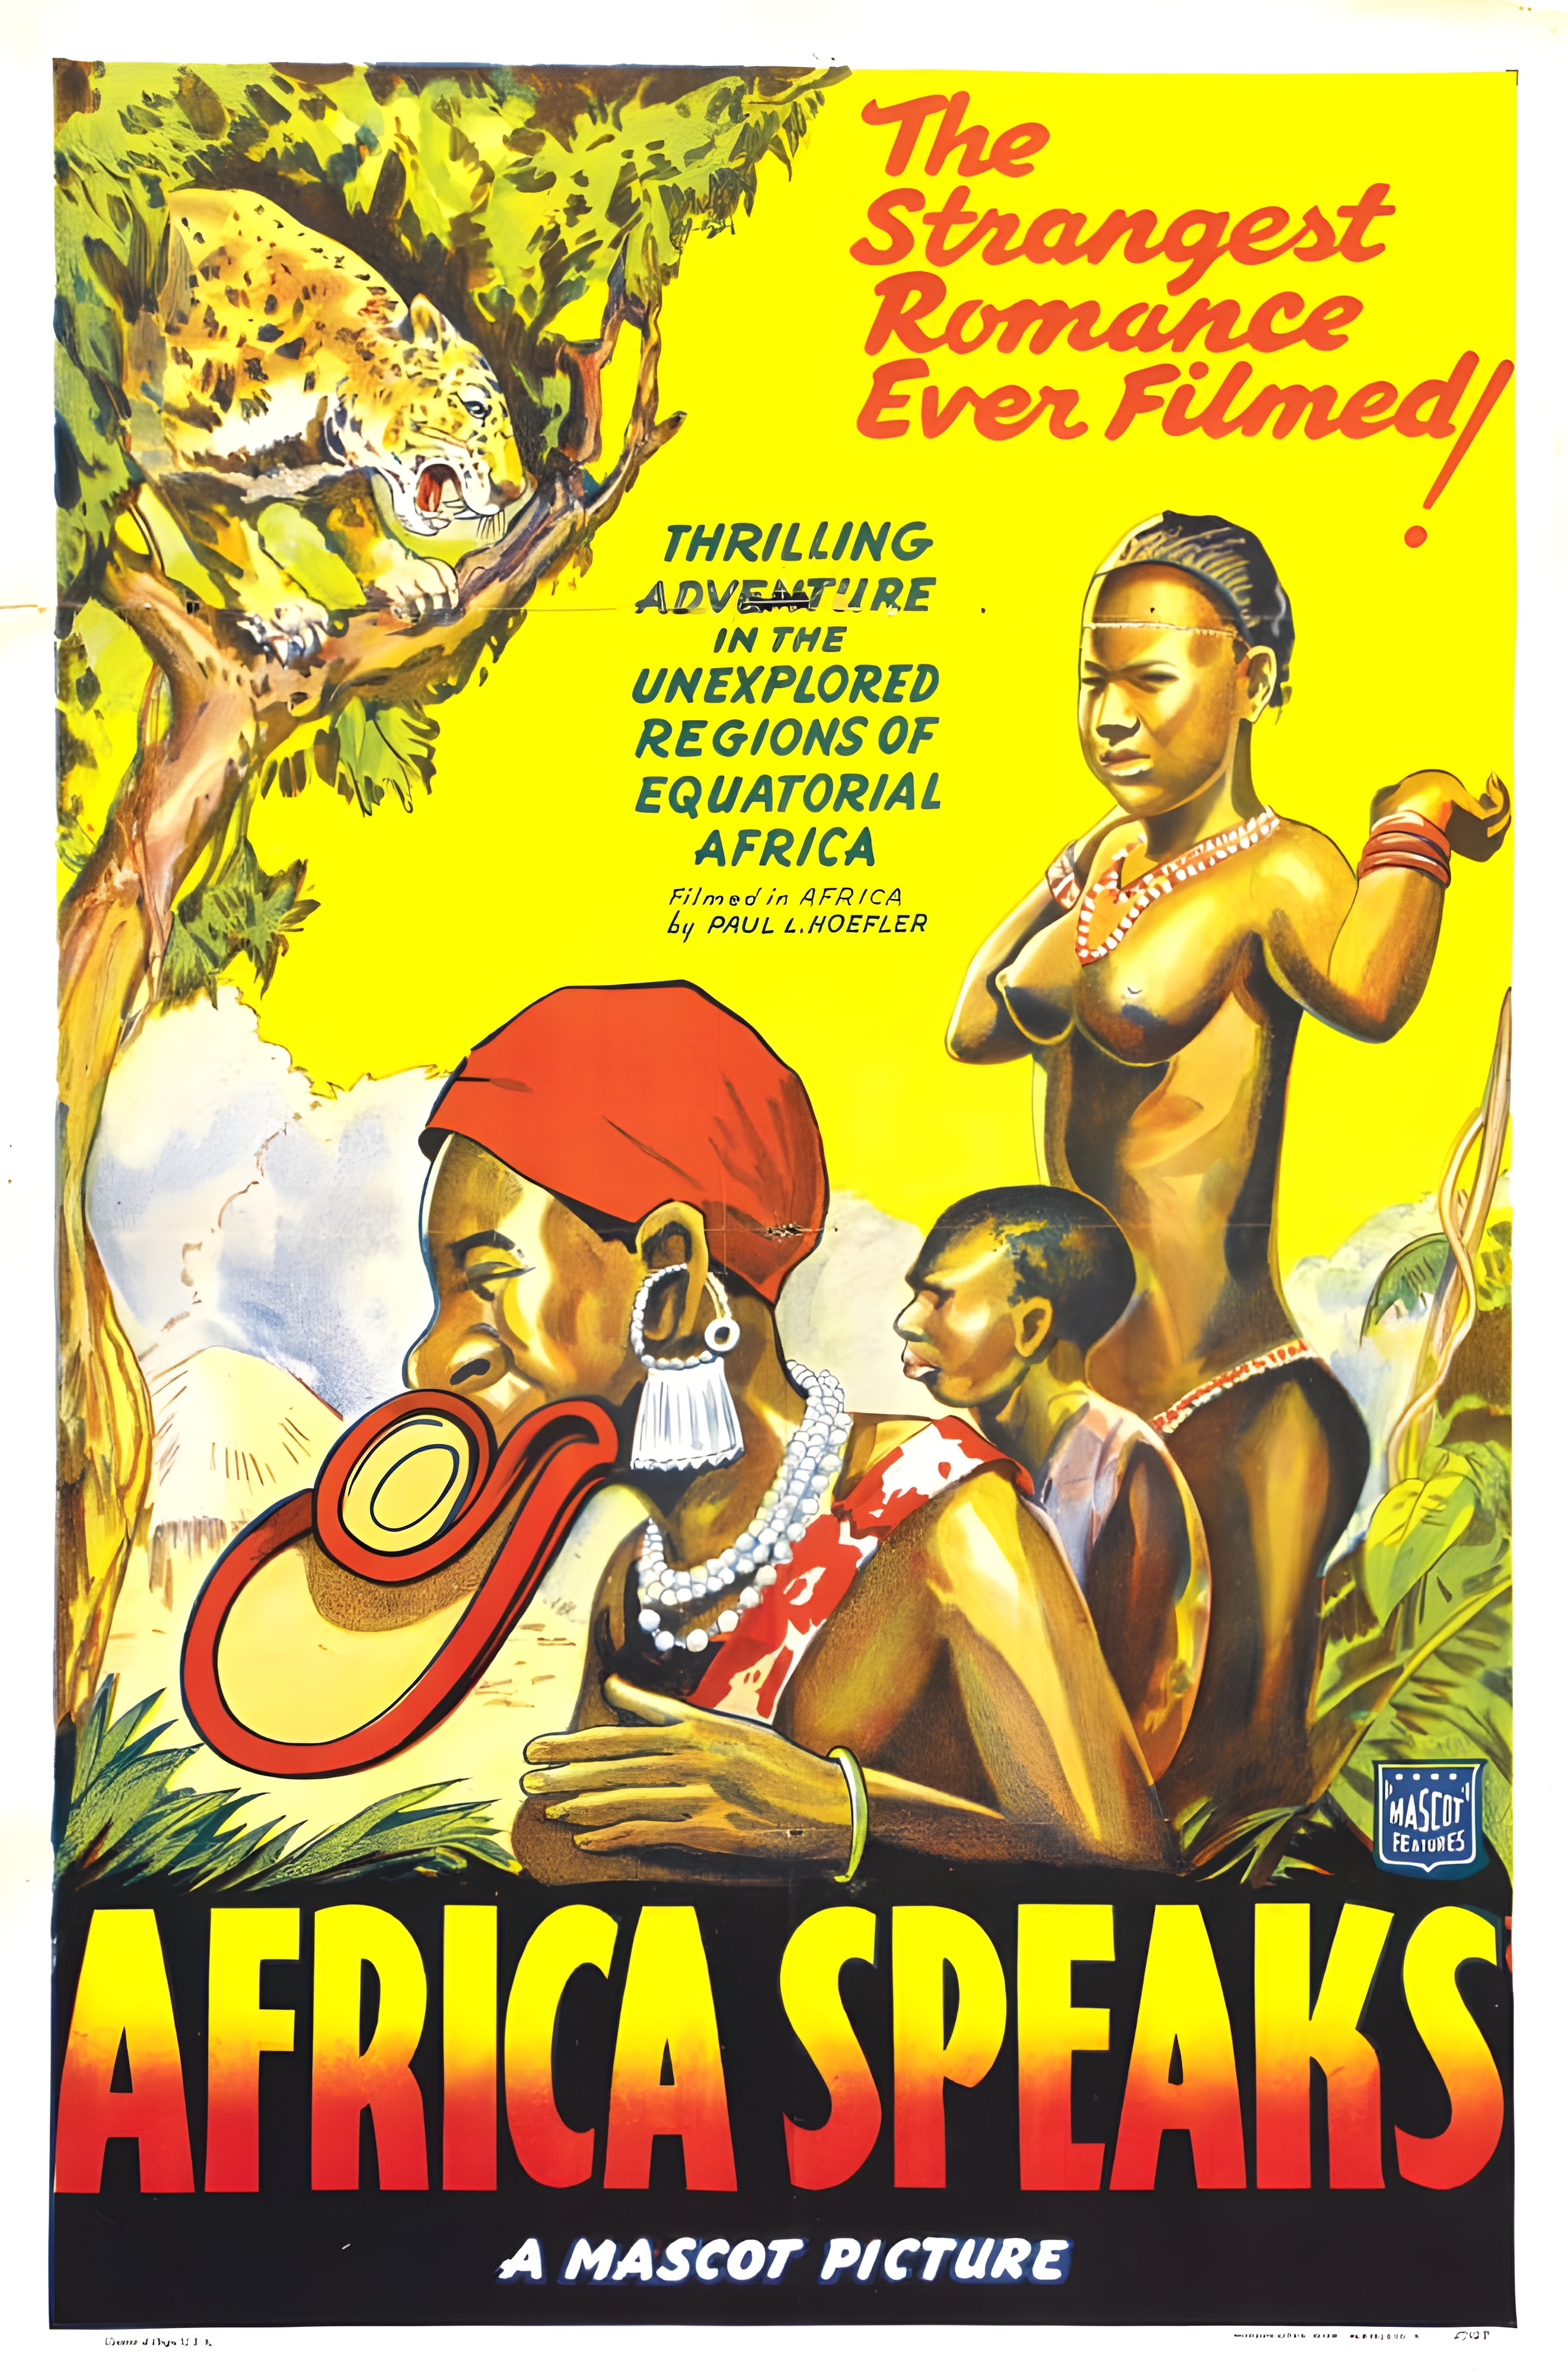 The
Strangest
Romance
Ever Filmed!
THRILLING
ADVENTURE
IN THE
UNEXPLORED
REGIONS OF
EQUATORIAL
AFRICA
Filmed in AFRICA
by PAUL L. HOEFLER
MASCOT
FEATURES
AFRICA SPEAKS
A MASCOT PICTURE